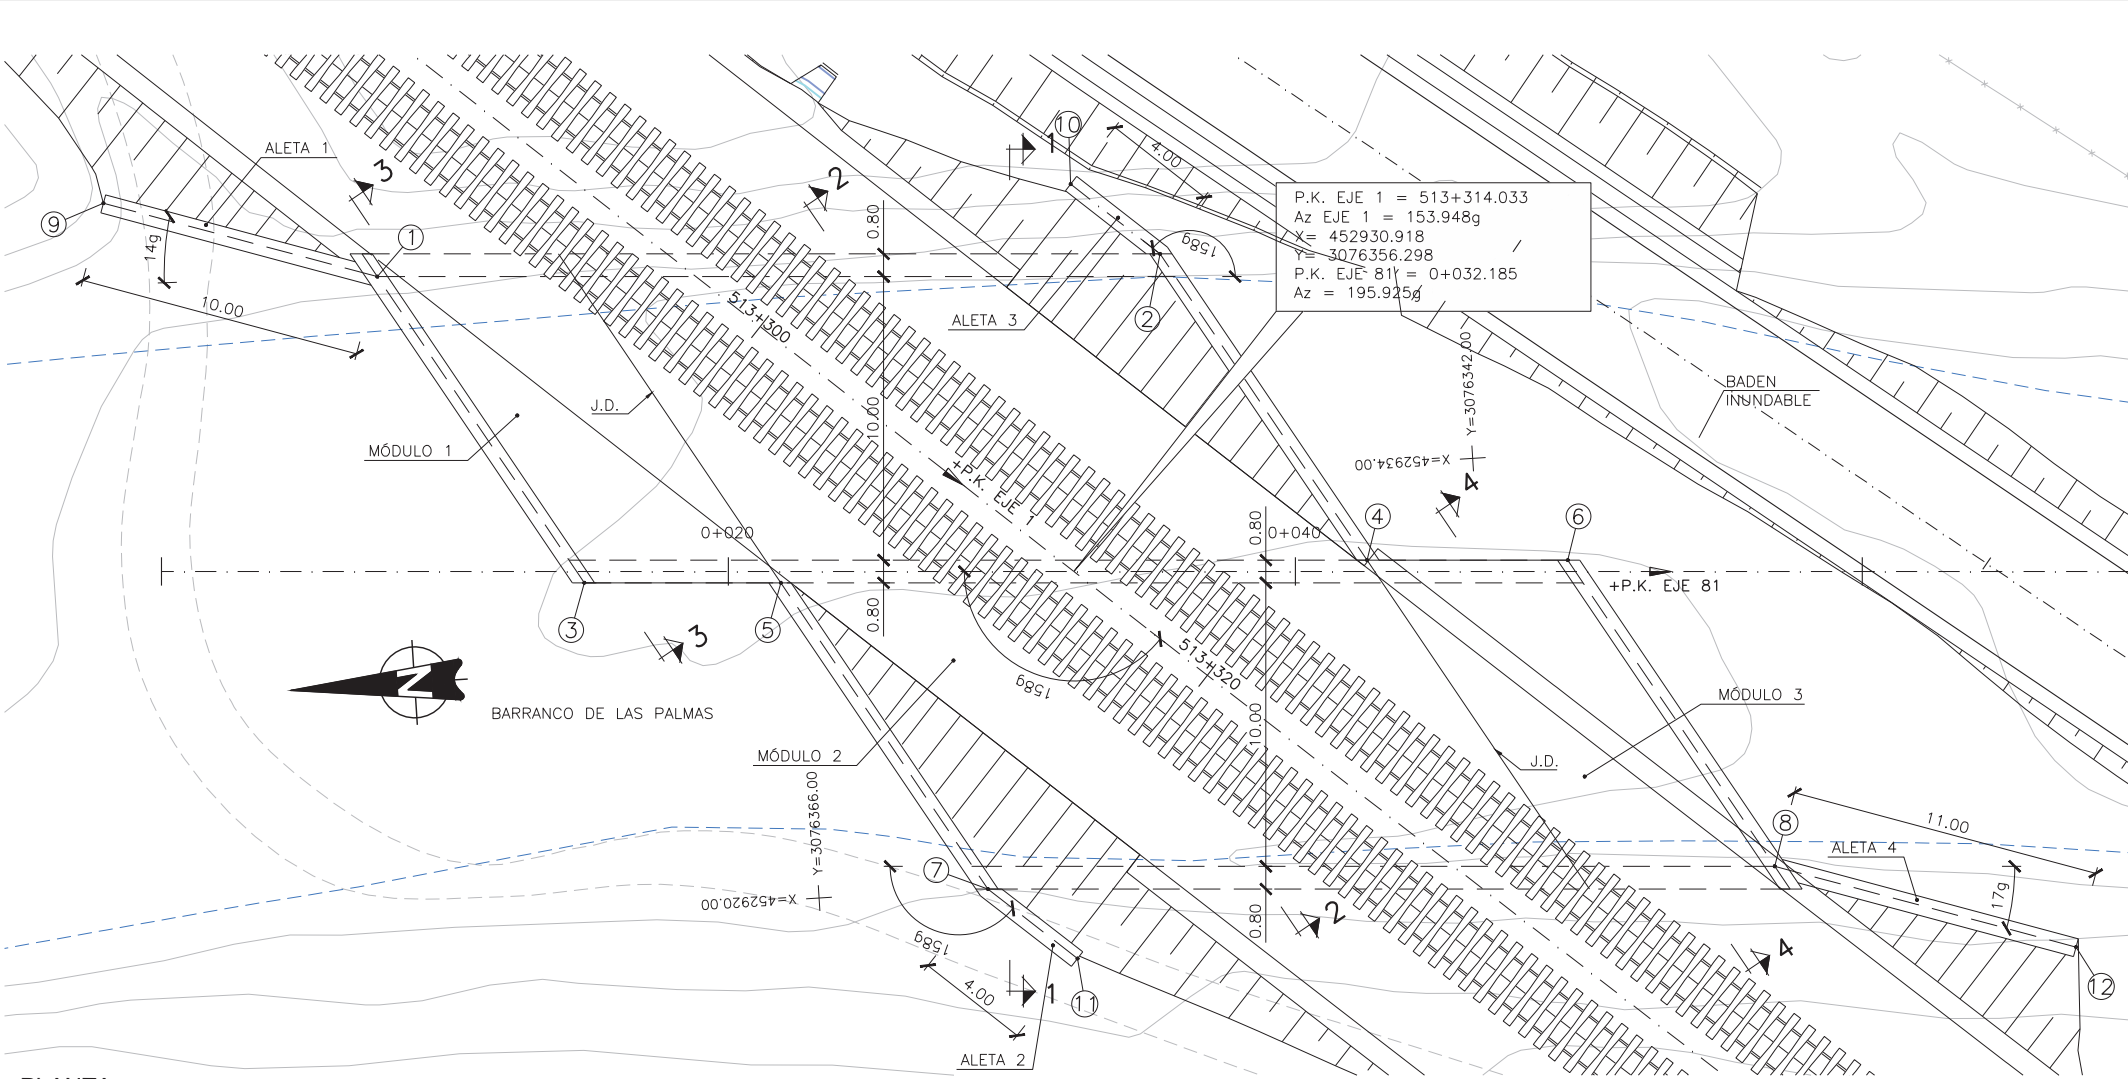 10
1
4.00
ALETA 1
3
2
P.K. EJE 1 = 513+314.033
Az EJE 1 = 153.948g
X= 452930.918
Y= 3076356.298
P.K. EJE 81 = 0+032.185
Az = 195.925g
9
14g
1
0.80
158g
10.00
513+300
ALETA 3
2
Y=3076342.00
BADEN
INUNDABLE
J.D.
10.00
MÓDULO 1
+P.K. EJE 1
X=452934.00
4
0+020
0.80
0+040
4
6
+P.K. EJE 81
3
5
0.80
3
513+320
N
158g
BARRANCO DE LAS PALMAS
MÓDULO 3
10.00
MÓDULO 2
J.D.
Y=3076366.00
8
11.00
ALETA 4
7
X=452920.00
17g
0.80
2
158g
4
4.00
1
11
12
ALETA 2